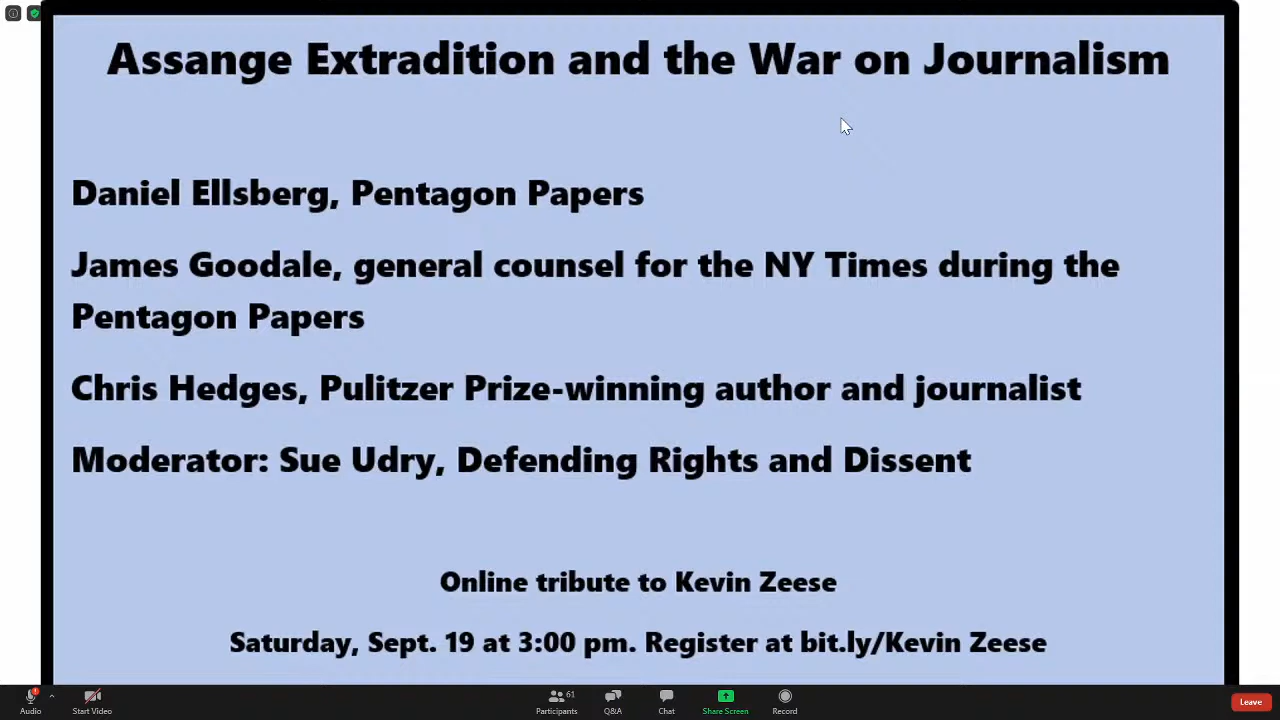 Assange Extradition and the War on Journalism
Daniel Ellsberg, Pentagon Papers
James Goodale, general counsel for the NY Times during the
Pentagon Papers
Chris Hedges, Pulitzer Prize-winning author and journalist
Moderator: Sue Udry, Defending Rights and Dissent
Online tribute to Kevin Zeese
Saturday, Sept. 19 at 3:00 pm. Register at bit.ly/Kevin Zeese
61
Audio Start Video Participants Q&A Chat Share Screen Record Leave